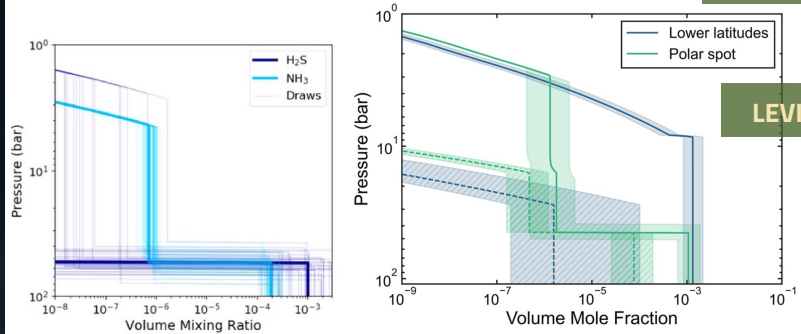 10⁰
10¹
10²
Pressure (bar)
H₂S
NH₃
Draws
10⁻⁸
10⁻⁷
10⁻⁶
10⁻⁵
10⁻⁴
10⁻³
Volume Mixing Ratio
10⁰
10¹
10²
Pressure (bar)
Lower latitudes
Polar spot
10⁻⁹
10⁻⁷
10⁻⁵
10⁻³
10⁻¹
Volume Mole Fraction